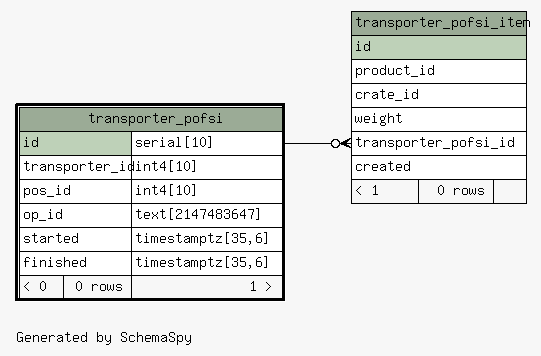 transporter_pofsi_item
id
product_id
crate_id
weight
transporter_pofsi_id
created
< 1 0 rows
transporter_pofsi
id serial[10]
transporter_id int4[10]
pos_id int4[10]
op_id text[2147483647]
started timestamptz[35,6]
finished timestamptz[35,6]
< 0 0 rows 1 >
Generated by SchemaSpy